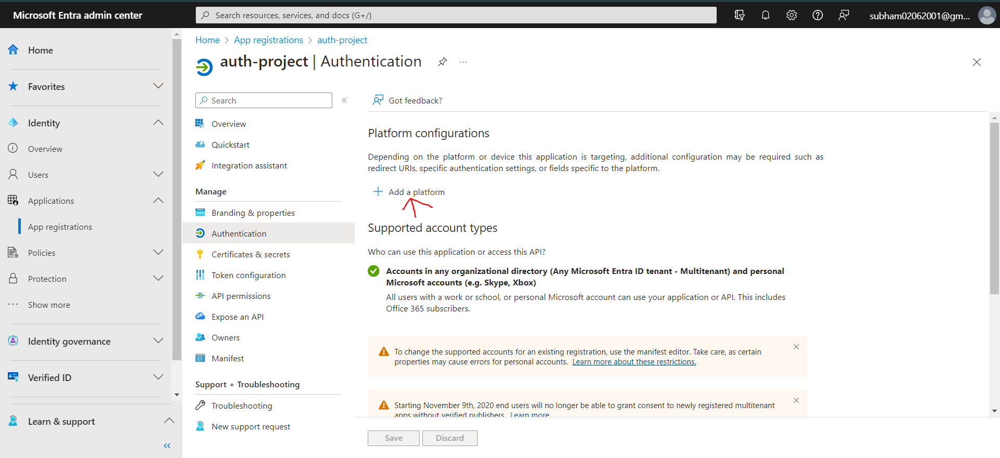 Microsoft Entra admin center
Search resources, services, and docs (G+/)
subham02062001@gm...
Home
Favorites
Identity
Overview
Users
Applications
App registrations
Policies
Protection
Show more
Identity governance
Verified ID
Learn & support
Home > App registrations > auth-project
auth-project | Authentication
Search
Overview
Quickstart
Integration assistant
Manage
Branding & properties
Authentication
Certificates & secrets
Token configuration
API permissions
Expose an API
Owners
Manifest
Support + Troubleshooting
Troubleshooting
New support request
Got feedback?
Platform configurations
Depending on the platform or device this application is targeting, additional configuration may be required such as
redirect URIs, specific authentication settings, or fields specific to the platform.
Add a platform
Supported account types
Who can use this application or access this API?
Accounts in any organizational directory (Any Microsoft Entra ID tenant - Multitenant) and personal
Microsoft accounts (e.g. Skype, Xbox)
All users with a work or school, or personal Microsoft account can use your application or API. This includes
Office 365 subscribers.
To change the supported accounts for an existing registration, use the manifest editor. Take care, as certain
properties may cause errors for personal accounts. Learn more about these restrictions.
Starting November 9th, 2020 end users will no longer be able to grant consent to newly registered multitenant
apps without verified publishers. Learn more
Save
Discard